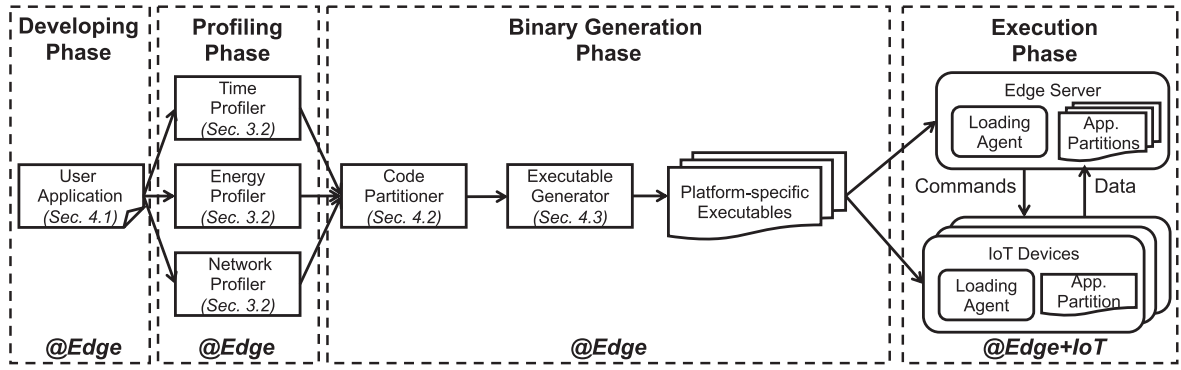 Developing
Phase
User
Application
(Sec. 4.1)
@Edge
Profiling
Phase
Time
Profiler
(Sec. 3.2)
Energy
Profiler
(Sec. 3.2)
Network
Profiler
(Sec. 3.2)
@Edge
Binary Generation
Phase
Code
Partitioner
(Sec. 4.2)
Executable
Generator
(Sec. 4.3)
Platform-specific
Executables
@Edge
Execution
Phase
Edge Server
Loading
Agent
App.
Partitions
Commands
Data
IoT Devices
Loading
Agent
App.
Partition
@Edge+IoT